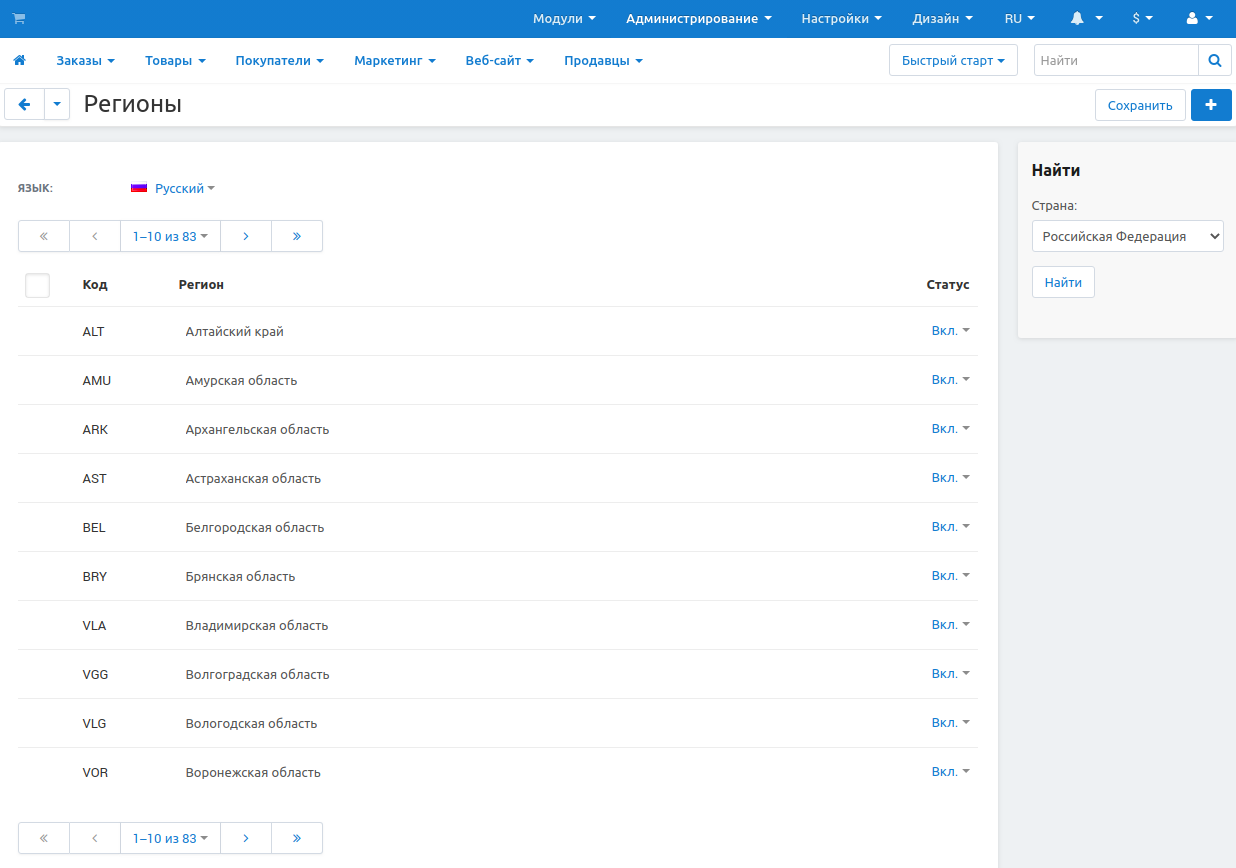 Модули Администрирование Настройки Дизайн RU $
Заказы Товары Покупатели Маркетинг Веб-сайт Продавцы Быстрый старт Найти
Регионы Сохранить +
ЯЗЫК: Русский
« ‹ 1–10 из 83 › »
Код Регион Статус
ALT Алтайский край Вкл.
AMU Амурская область Вкл.
ARK Архангельская область Вкл.
AST Астраханская область Вкл.
BEL Белгородская область Вкл.
BRY Брянская область Вкл.
VLA Владимирская область Вкл.
VGG Волгоградская область Вкл.
VLG Вологодская область Вкл.
VOR Воронежская область Вкл.
« ‹ 1–10 из 83 › »
Найти
Страна:
Российская Федерация
Найти